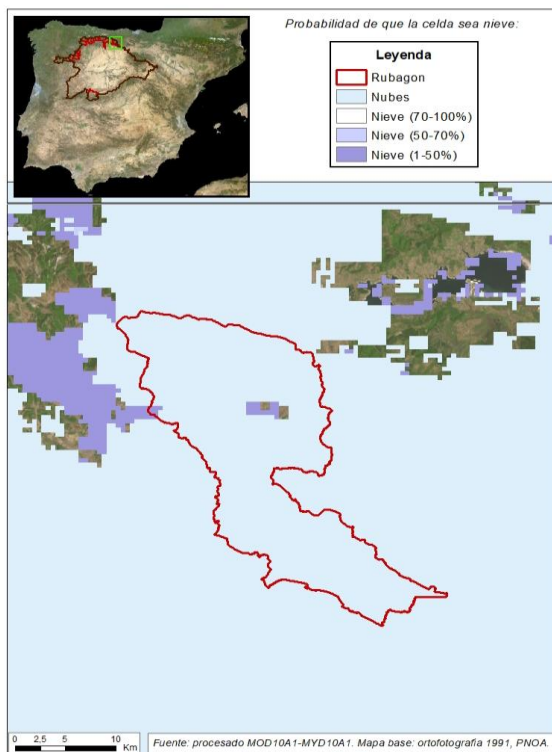 Probabilidad de que la celda sea nieve:
Leyenda
Rubagon
Nubes
Nieve (70-100%)
Nieve (50-70%)
Nieve (1-50%)
0 2,5 5 10
Km
Fuente: procesado MOD10A1-MYD10A1. Mapa base: ortofotografia 1991, PNOA.